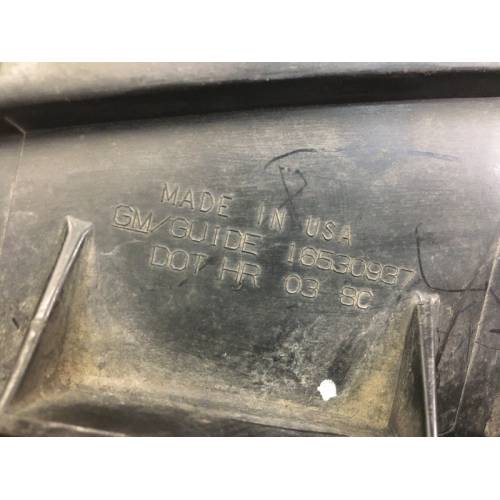 MADE IN USA
GM/GUIDE 16530937
DOT HR 03 8C